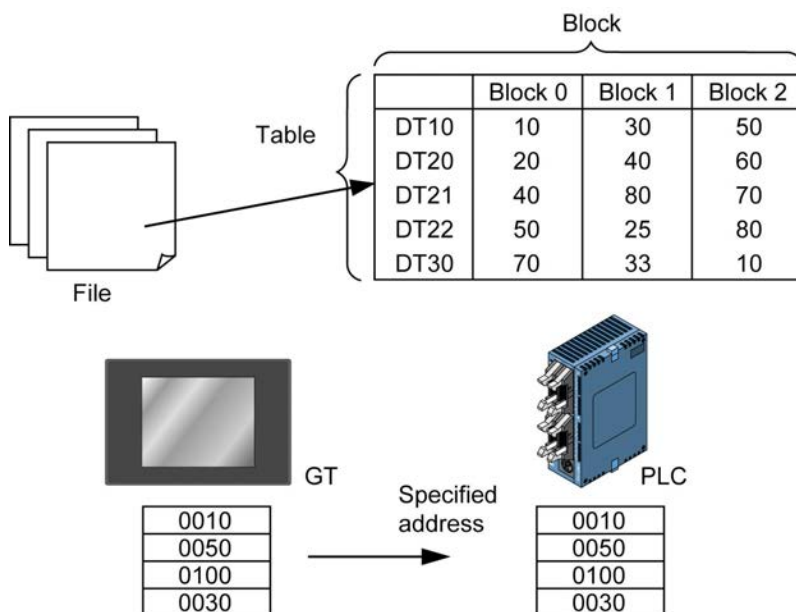 Block
Table
Block 0 Block 1 Block 2
DT10 10 30 50
DT20 20 40 60
DT21 40 80 70
DT22 50 25 80
DT30 70 33 10
File
GT
PLC
Specified
address
0010
0050
0100
0030
0010
0050
0100
0030